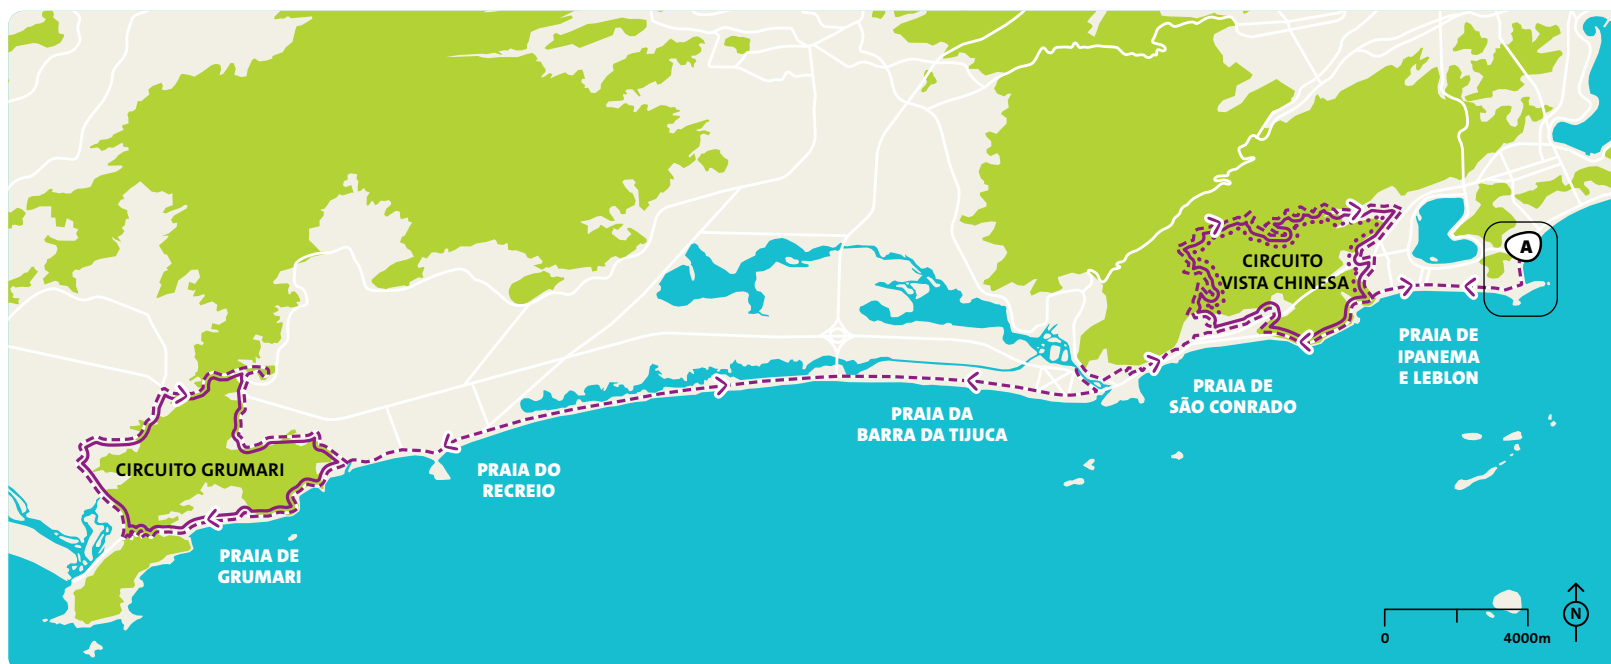 A
CIRCUITO
VISTA CHINESA
PRAIA DE
IPANEMA
E LEBLON
PRAIA DE
SÃO CONRADO
PRAIA DA
BARRA DA TIJUCA
PRAIA DO
RECREIO
CIRCUITO GRUMARI
PRAIA DE
GRUMARI
0
4000m
N